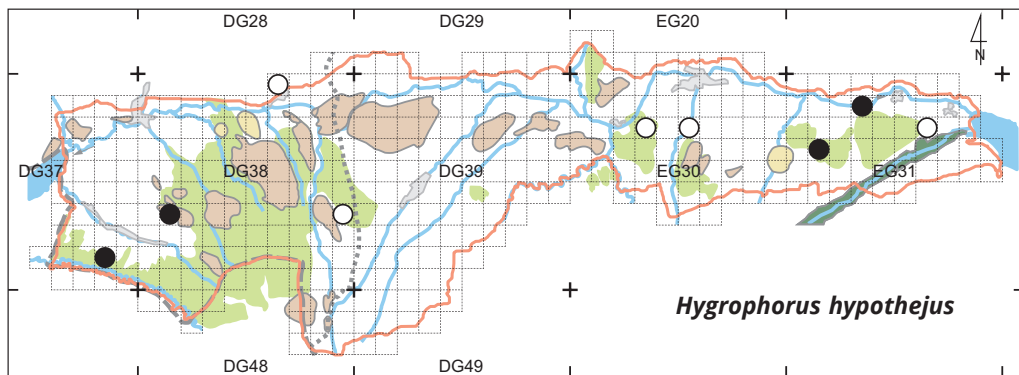 DG28 DG29 EG20
N
DG37 DG38 DG39 EG30 EG31
Hygrophorus hypothejus
DG48 DG49